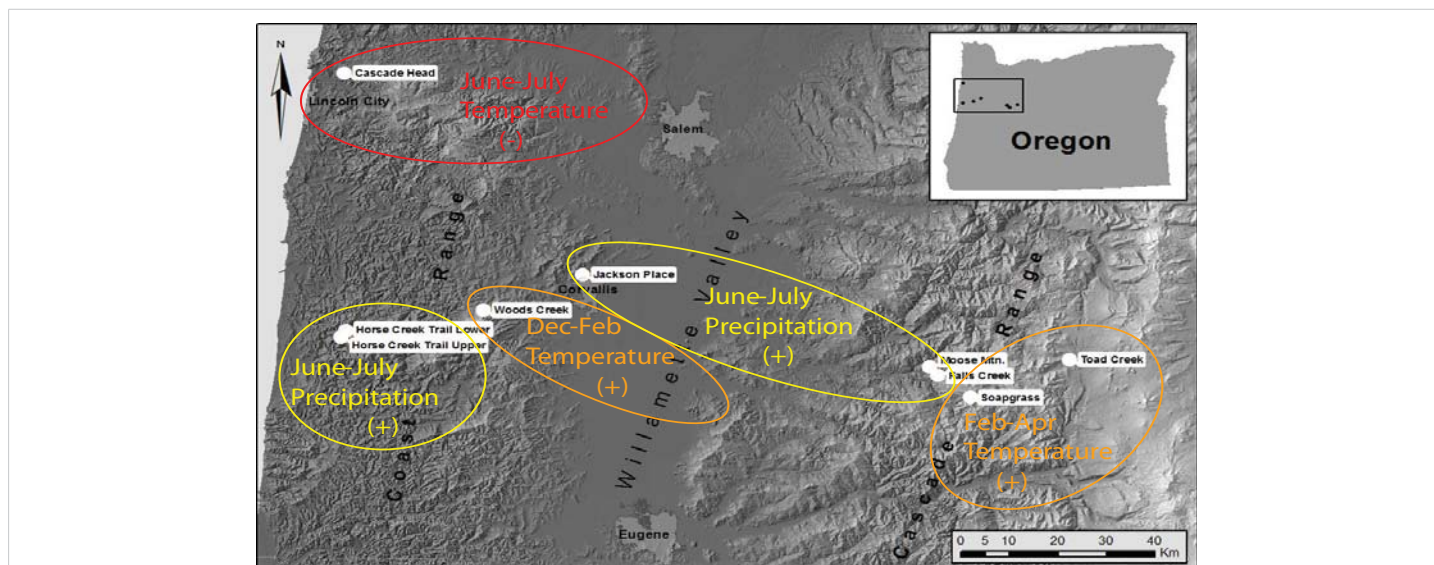 N
Cascade Head
Lincoln City
June-July
Temperature
(-)
Salem
Oregon
Coast Range
Willamette Valley
Cascade Range
Jackson Place
Corvallis
Woods Creek
Horse Creek Trail Lower
Horse Creek Trail Upper
June-July
Precipitation
(+)
Dec-Feb
Temperature
(+)
June-July
Precipitation
(+)
Moose Mtn.
Falls Creek
Toad Creek
Soapgrass
Feb-Apr
Temperature
(+)
Eugene
0 5 10 20 30 40
Km